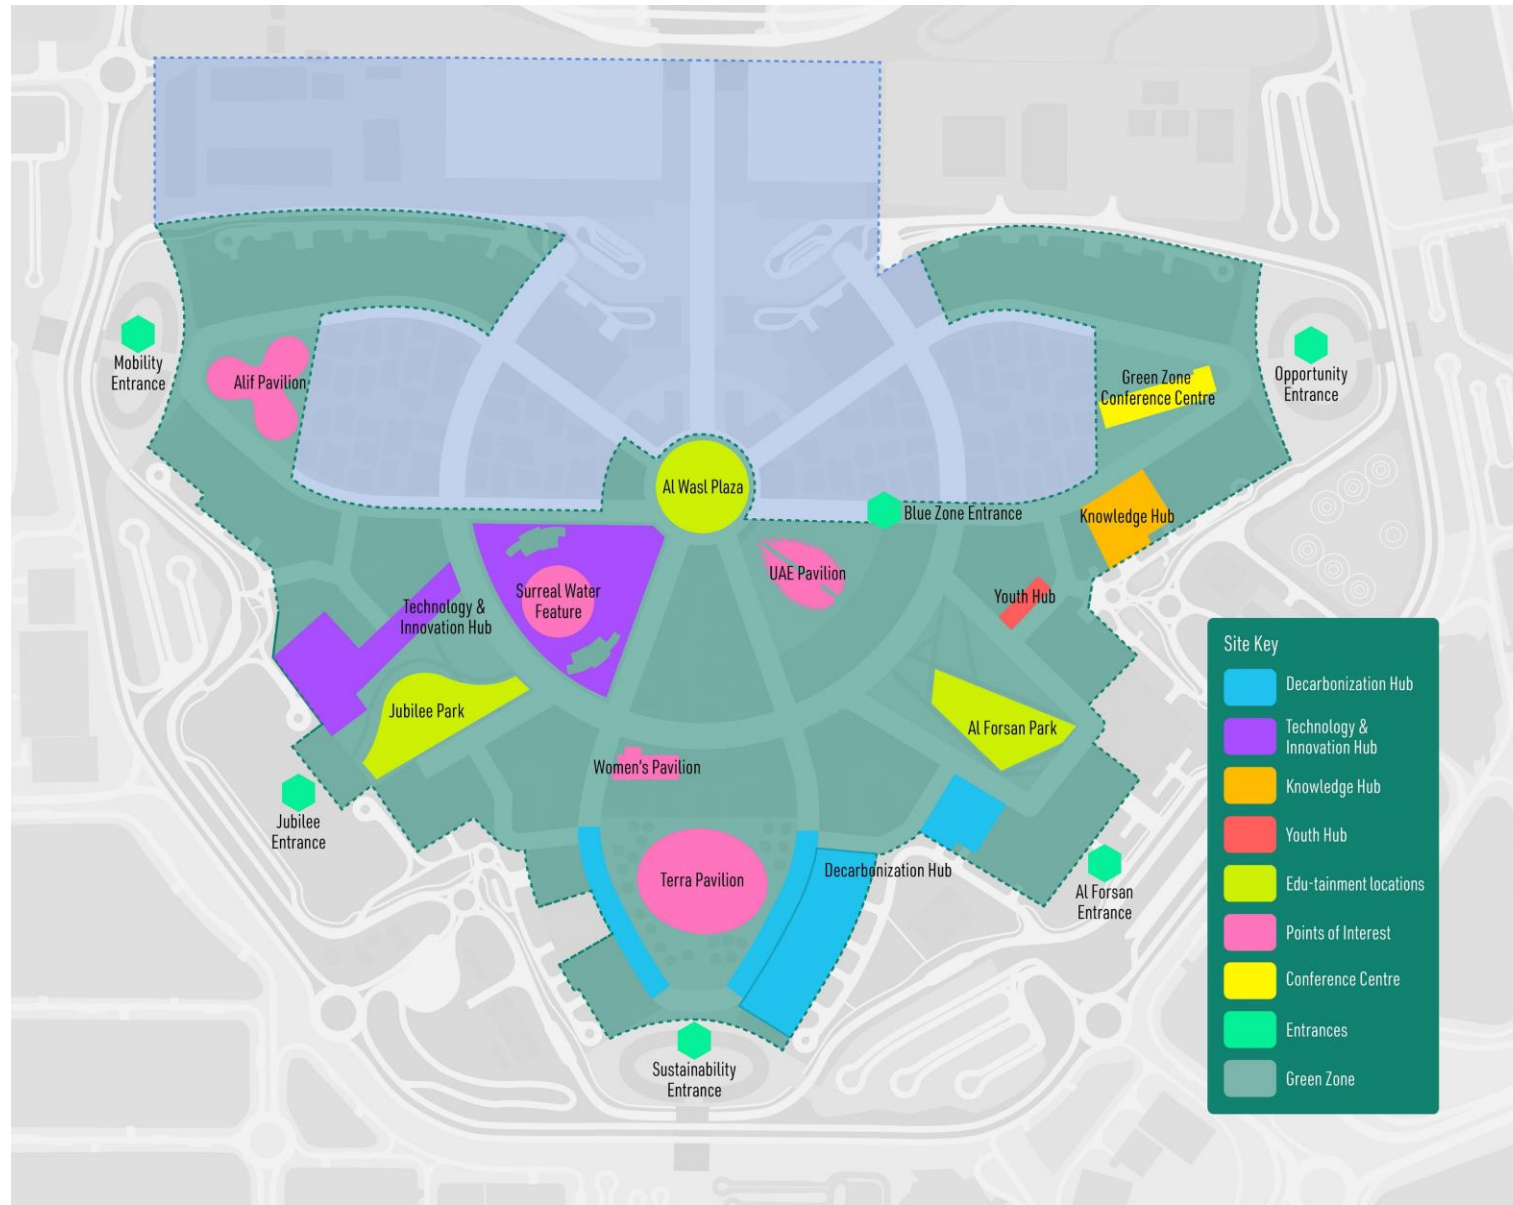 Mobility
Entrance
Alif Pavilion
Green Zone
Conference Centre
Opportunity
Entrance
Al Wasl Plaza
Blue Zone Entrance
Knowledge Hub
UAE Pavilion
Surreal Water
Feature
Youth Hub
Technology &
Innovation Hub
Jubilee Park
Al Forsan Park
Women's Pavilion
Jubilee
Entrance
Terra Pavilion
Decarbonization Hub
Al Forsan
Entrance
Sustainability
Entrance
Site Key
Decarbonization Hub
Technology &
Innovation Hub
Knowledge Hub
Youth Hub
Edu-tainment locations
Points of Interest
Conference Centre
Entrances
Green Zone